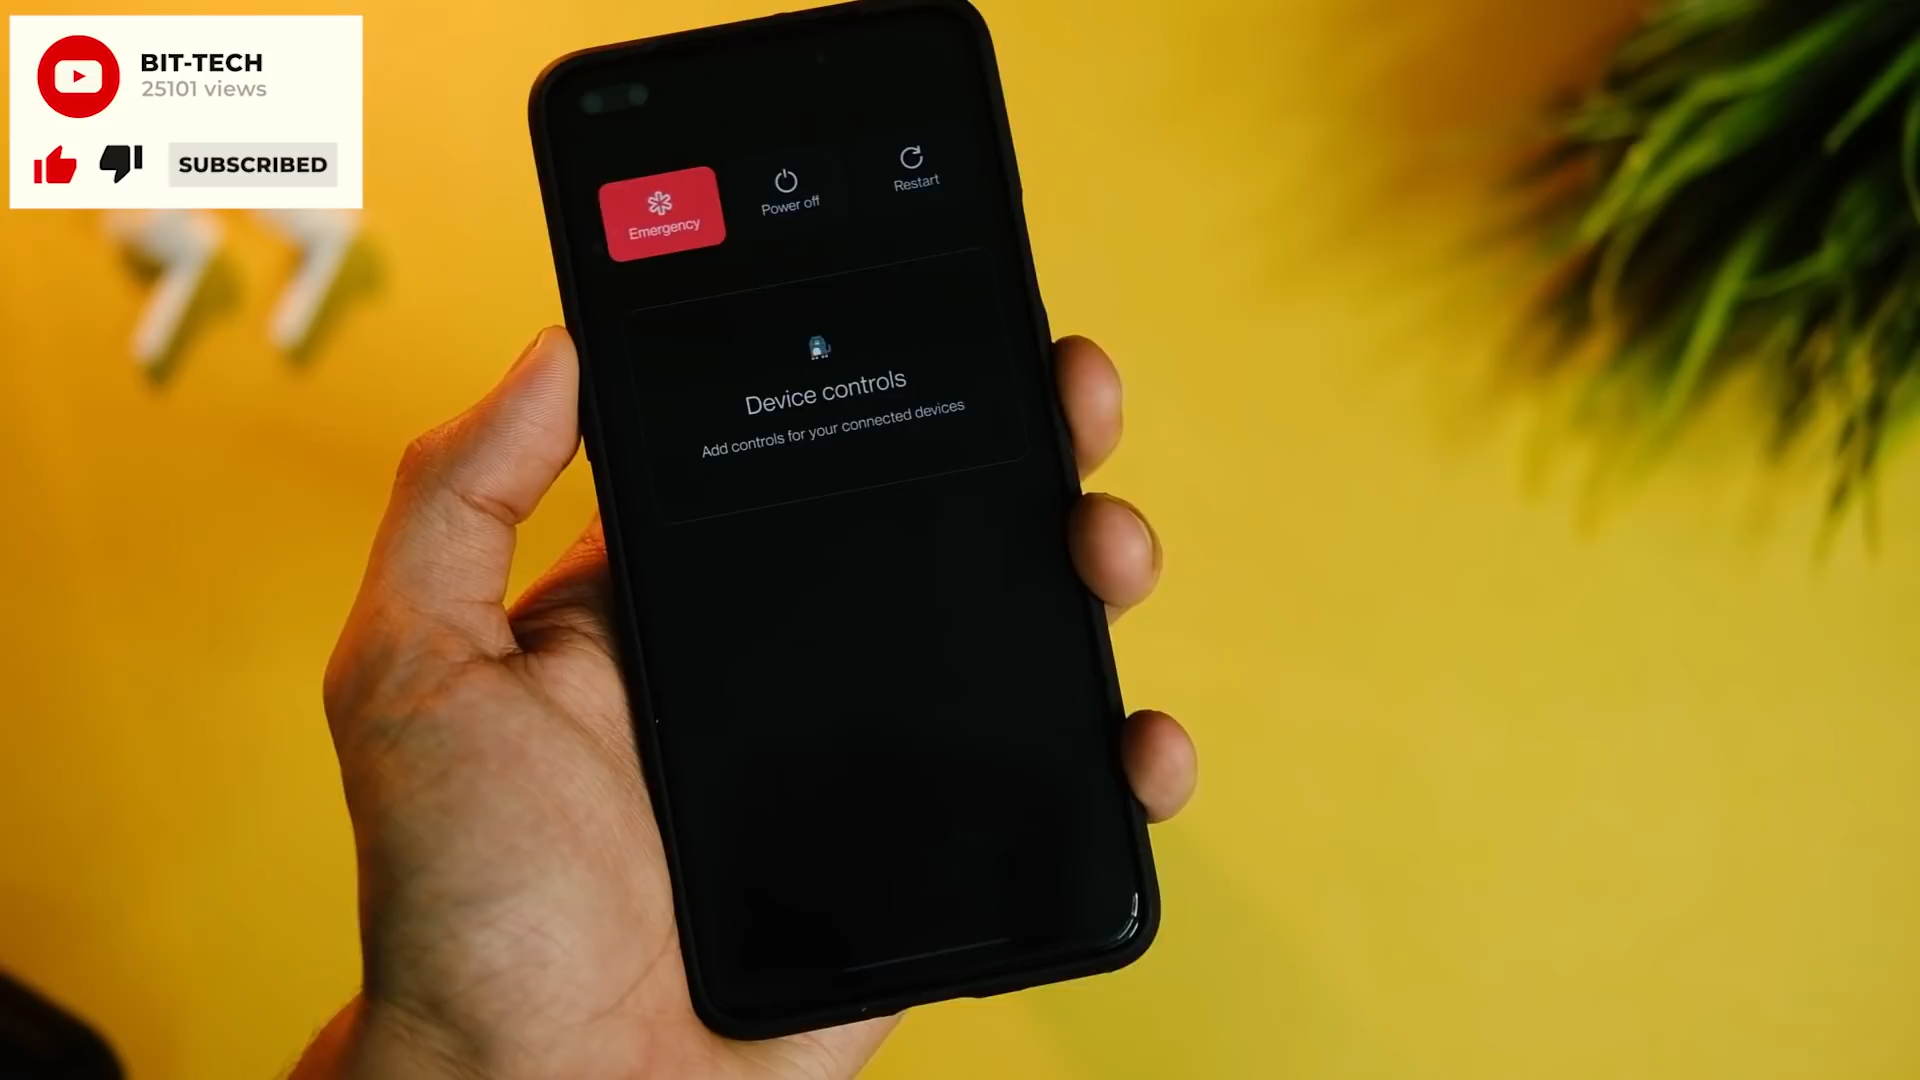 BIT-TECH
25101 views
SUBSCRIBED
Emergency
Power off
Restart
Device controls
Add controls for your connected devices